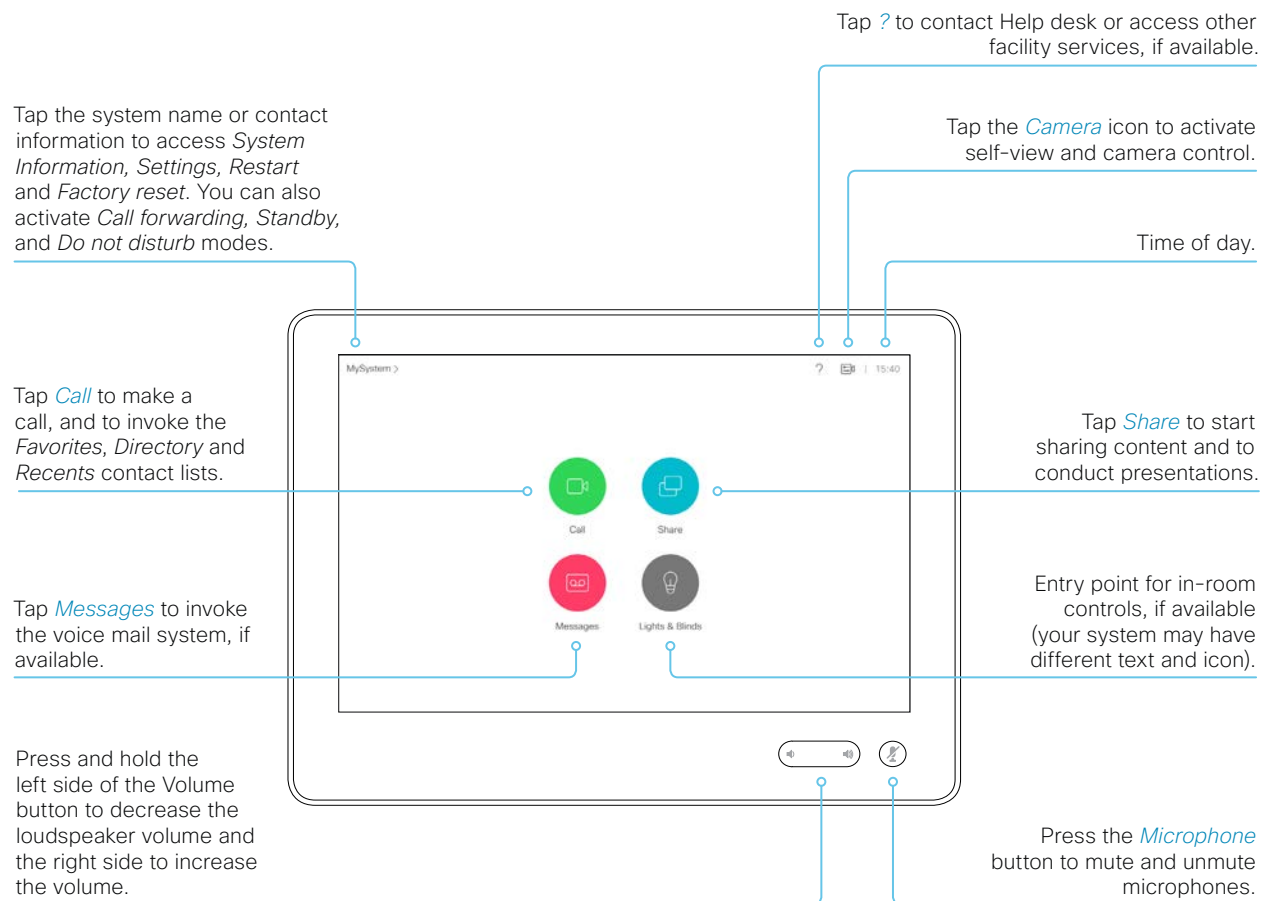 Tap ? to contact Help desk or access other
facility services, if available.
Tap the system name or contact
information to access System
Information, Settings, Restart
and Factory reset. You can also
activate Call forwarding, Standby,
and Do not disturb modes.
Tap the Camera icon to activate
self-view and camera control.
Time of day.
MySystem >
? | 15:40
Tap Call to make a
call, and to invoke the
Favorites, Directory and
Recents contact lists.
Tap Share to start
sharing content and to
conduct presentations.
Call
Share
Tap Messages to invoke
the voice mail system, if
available.
Messages
Lights & Blinds
Entry point for in-room
controls, if available
(your system may have
different text and icon).
Press and hold the
left side of the Volume
button to decrease the
loudspeaker volume and
the right side to increase
the volume.
Press the Microphone
button to mute and unmute
microphones.